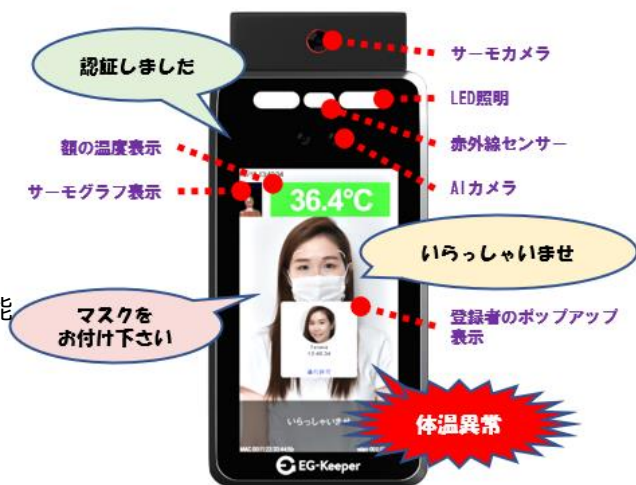 サーモカメラ
認証しましだ
LED照明
額の温度表示
赤外線センサー
サーモグラフ表示
AIカメラ
36.4°C
いらっしゃいませ
マスクを
お付け下さい
登録者のポップアップ
表示
いらっしゃいませ
体温異常
EG-Keeper